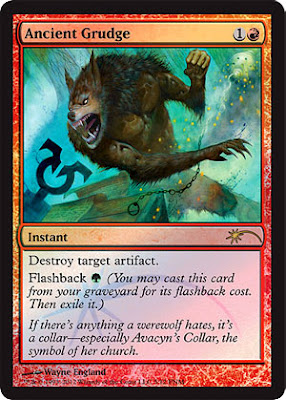 Ancient Grudge 1
Instant
Destroy target artifact.
Flashback (You may cast this card
from your graveyard for its flashback cost.
Then exile it.)
If there's anything a werewolf hates, it's
a collar—especially Avacyn's Collar, the
symbol of her church.
Wayne England